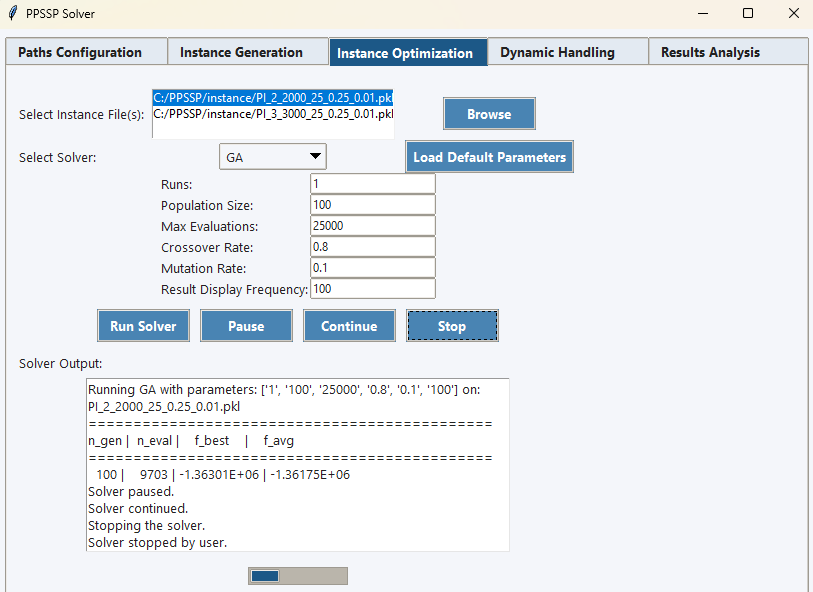 PPSSP Solver
Paths Configuration Instance Generation Instance Optimization Dynamic Handling Results Analysis
Select Instance File(s):
C:/PPSSP/instance/PI_2_2000_25_0.25_0.01.pkl
C:/PPSSP/instance/PI_3_3000_25_0.25_0.01.pkl
Browse
Select Solver: GA Load Default Parameters
Runs: 1
Population Size: 100
Max Evaluations: 25000
Crossover Rate: 0.8
Mutation Rate: 0.1
Result Display Frequency: 100
Run Solver Pause Continue Stop
Solver Output:
Running GA with parameters: ['1', '100', '25000', '0.8', '0.1', '100'] on:
PI_2_2000_25_0.25_0.01.pkl
=============================================
n_gen | n_eval | f_best | f_avg
=============================================
100 | 9703 | -1.36301E+06 | -1.36175E+06
Solver paused.
Solver continued.
Stopping the solver.
Solver stopped by user.